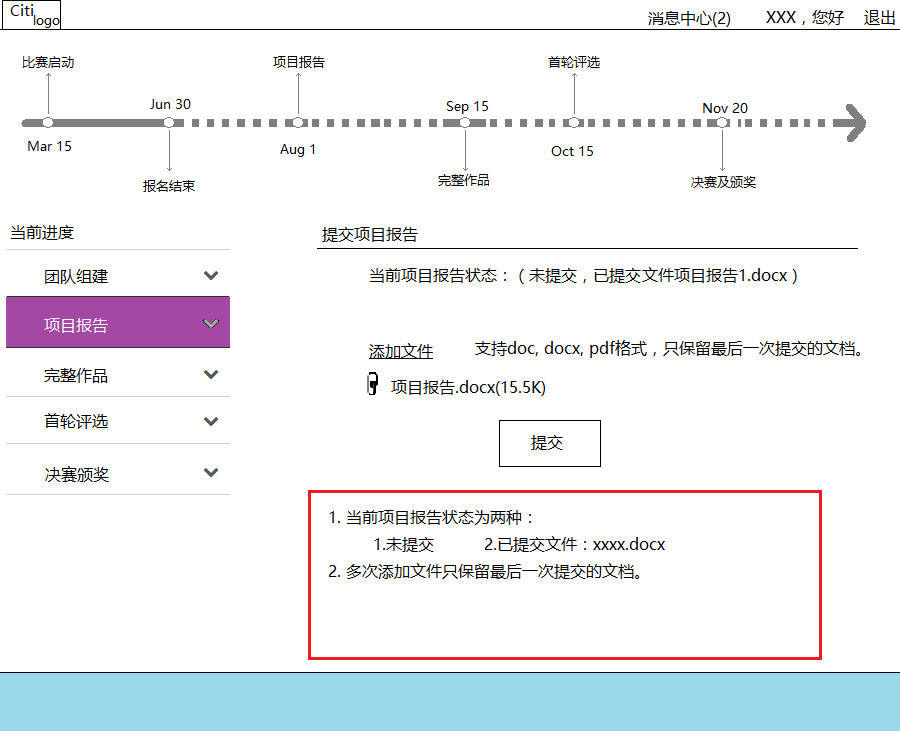 Citi
logo
消息中心(2) XXX，您好 退出
比赛启动 项目报告 首轮评选
Jun 30 Sep 15 Nov 20
Mar 15 Aug 1 Oct 15
报名结束 完整作品 决赛及颁奖
当前进度
团队组建
项目报告
完整作品
首轮评选
决赛颁奖
提交项目报告
当前项目报告状态：（未提交，已提交文件项目报告1.docx）
添加文件 支持doc, docx, pdf格式，只保留最后一次提交的文档。
项目报告.docx(15.5K)
提交
1. 当前项目报告状态为两种：
1.未提交 2.已提交文件：xxxx.docx
2. 多次添加文件只保留最后一次提交的文档。